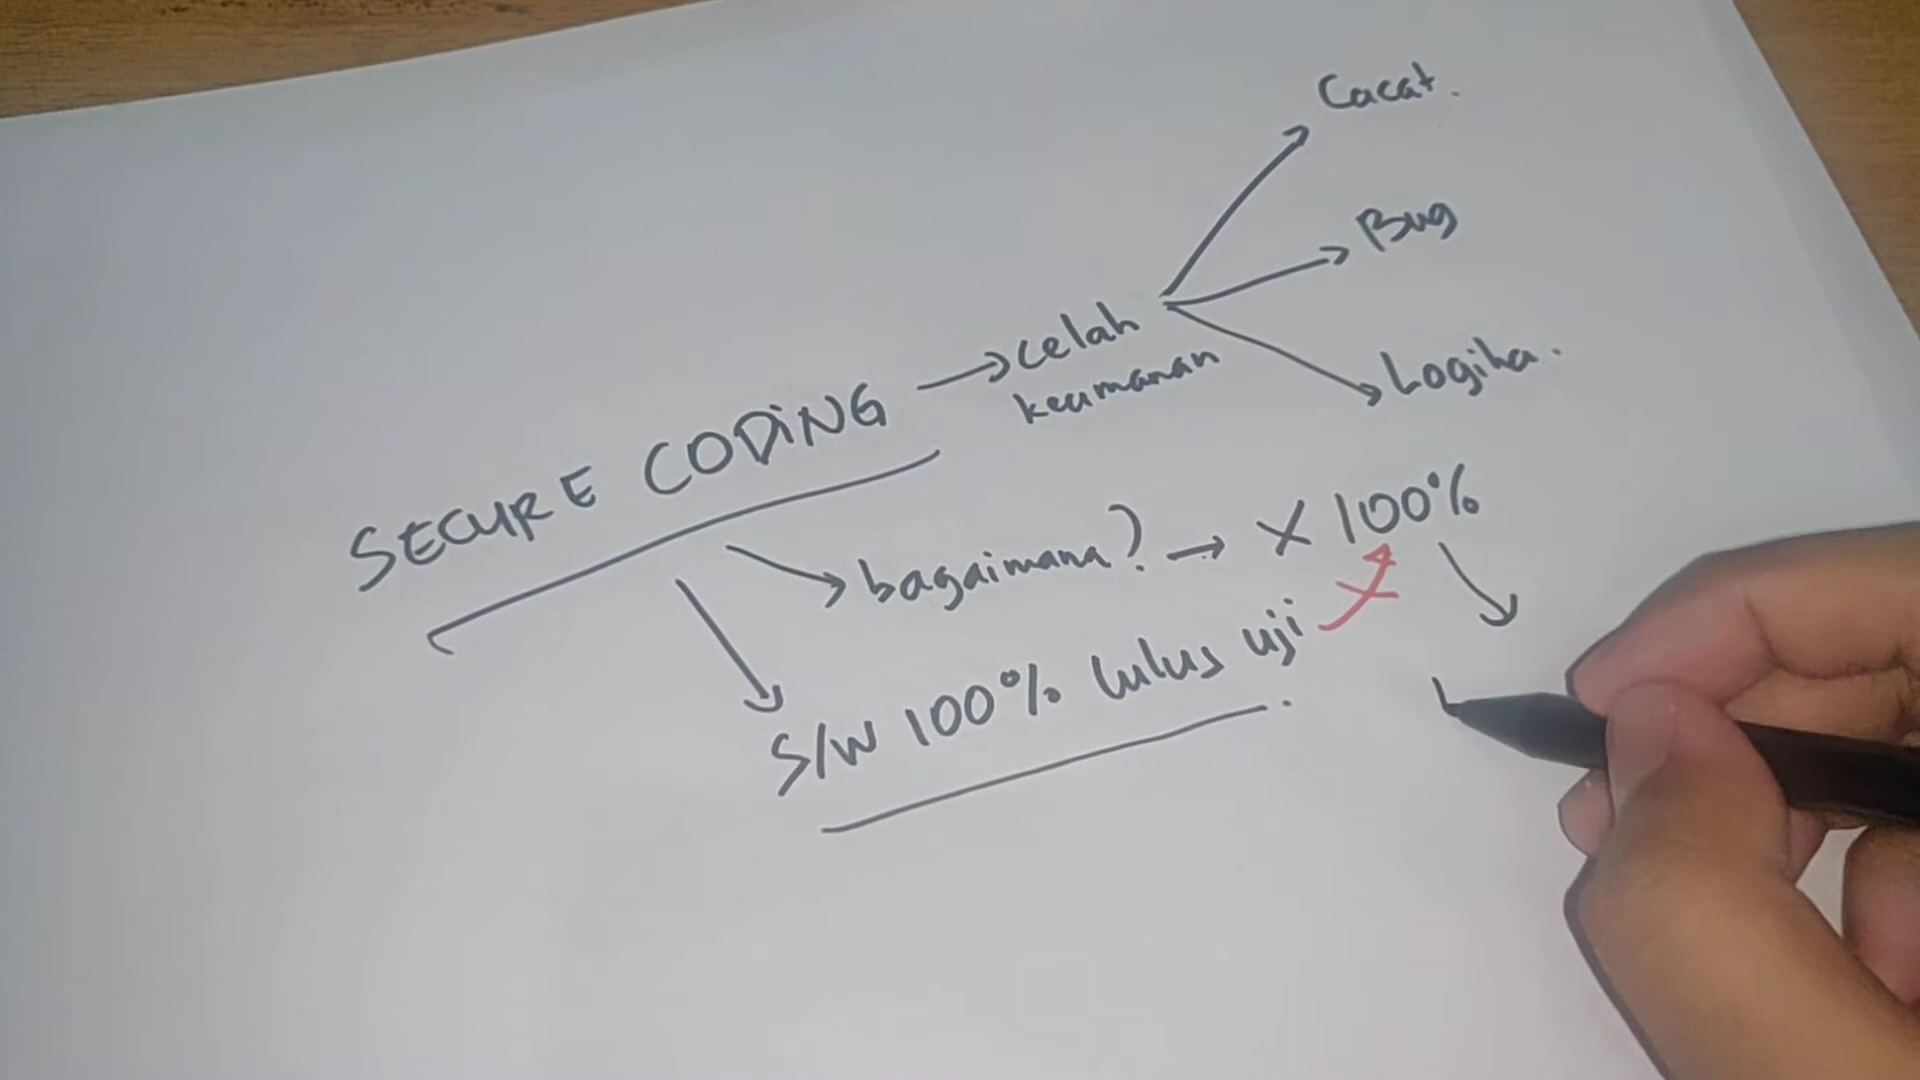 Cacat.
Bug
Logika.
celah
keamanan
SECURE CODING
bagaimana? → X 100%
S/W 100% lulus uji